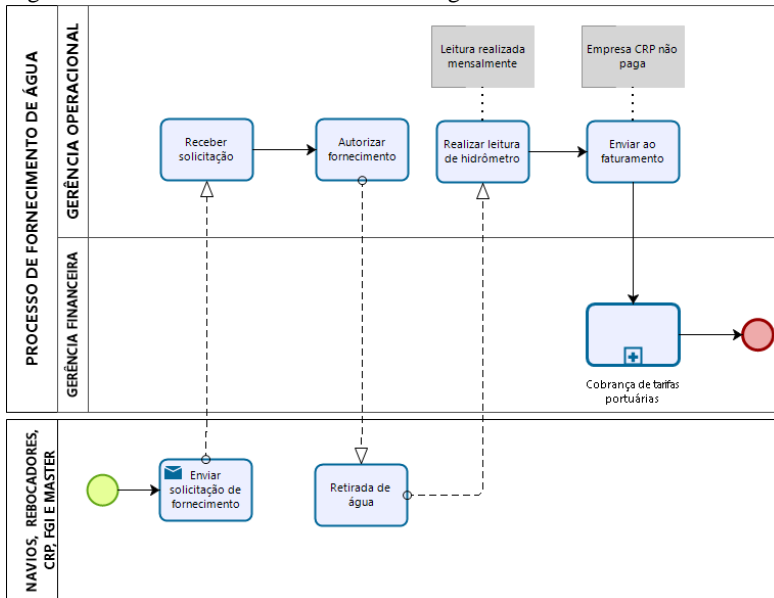 PROCESSO DE FORNECIMENTO DE ÁGUA
GERÊNCIA OPERACIONAL
Leitura realizada
mensalmente
Empresa CRP não
paga
Receber
solicitação
Autorizar
fornecimento
Realizar leitura
de hidrômetro
Enviar ao
faturamento
GERÊNCIA FINANCEIRA
Cobrança de tarifas
portuárias
NAVIOS, REBOCADORES,
CRP, FGI E MASTER
Enviar
solicitação de
fornecimento
Retirada de
água